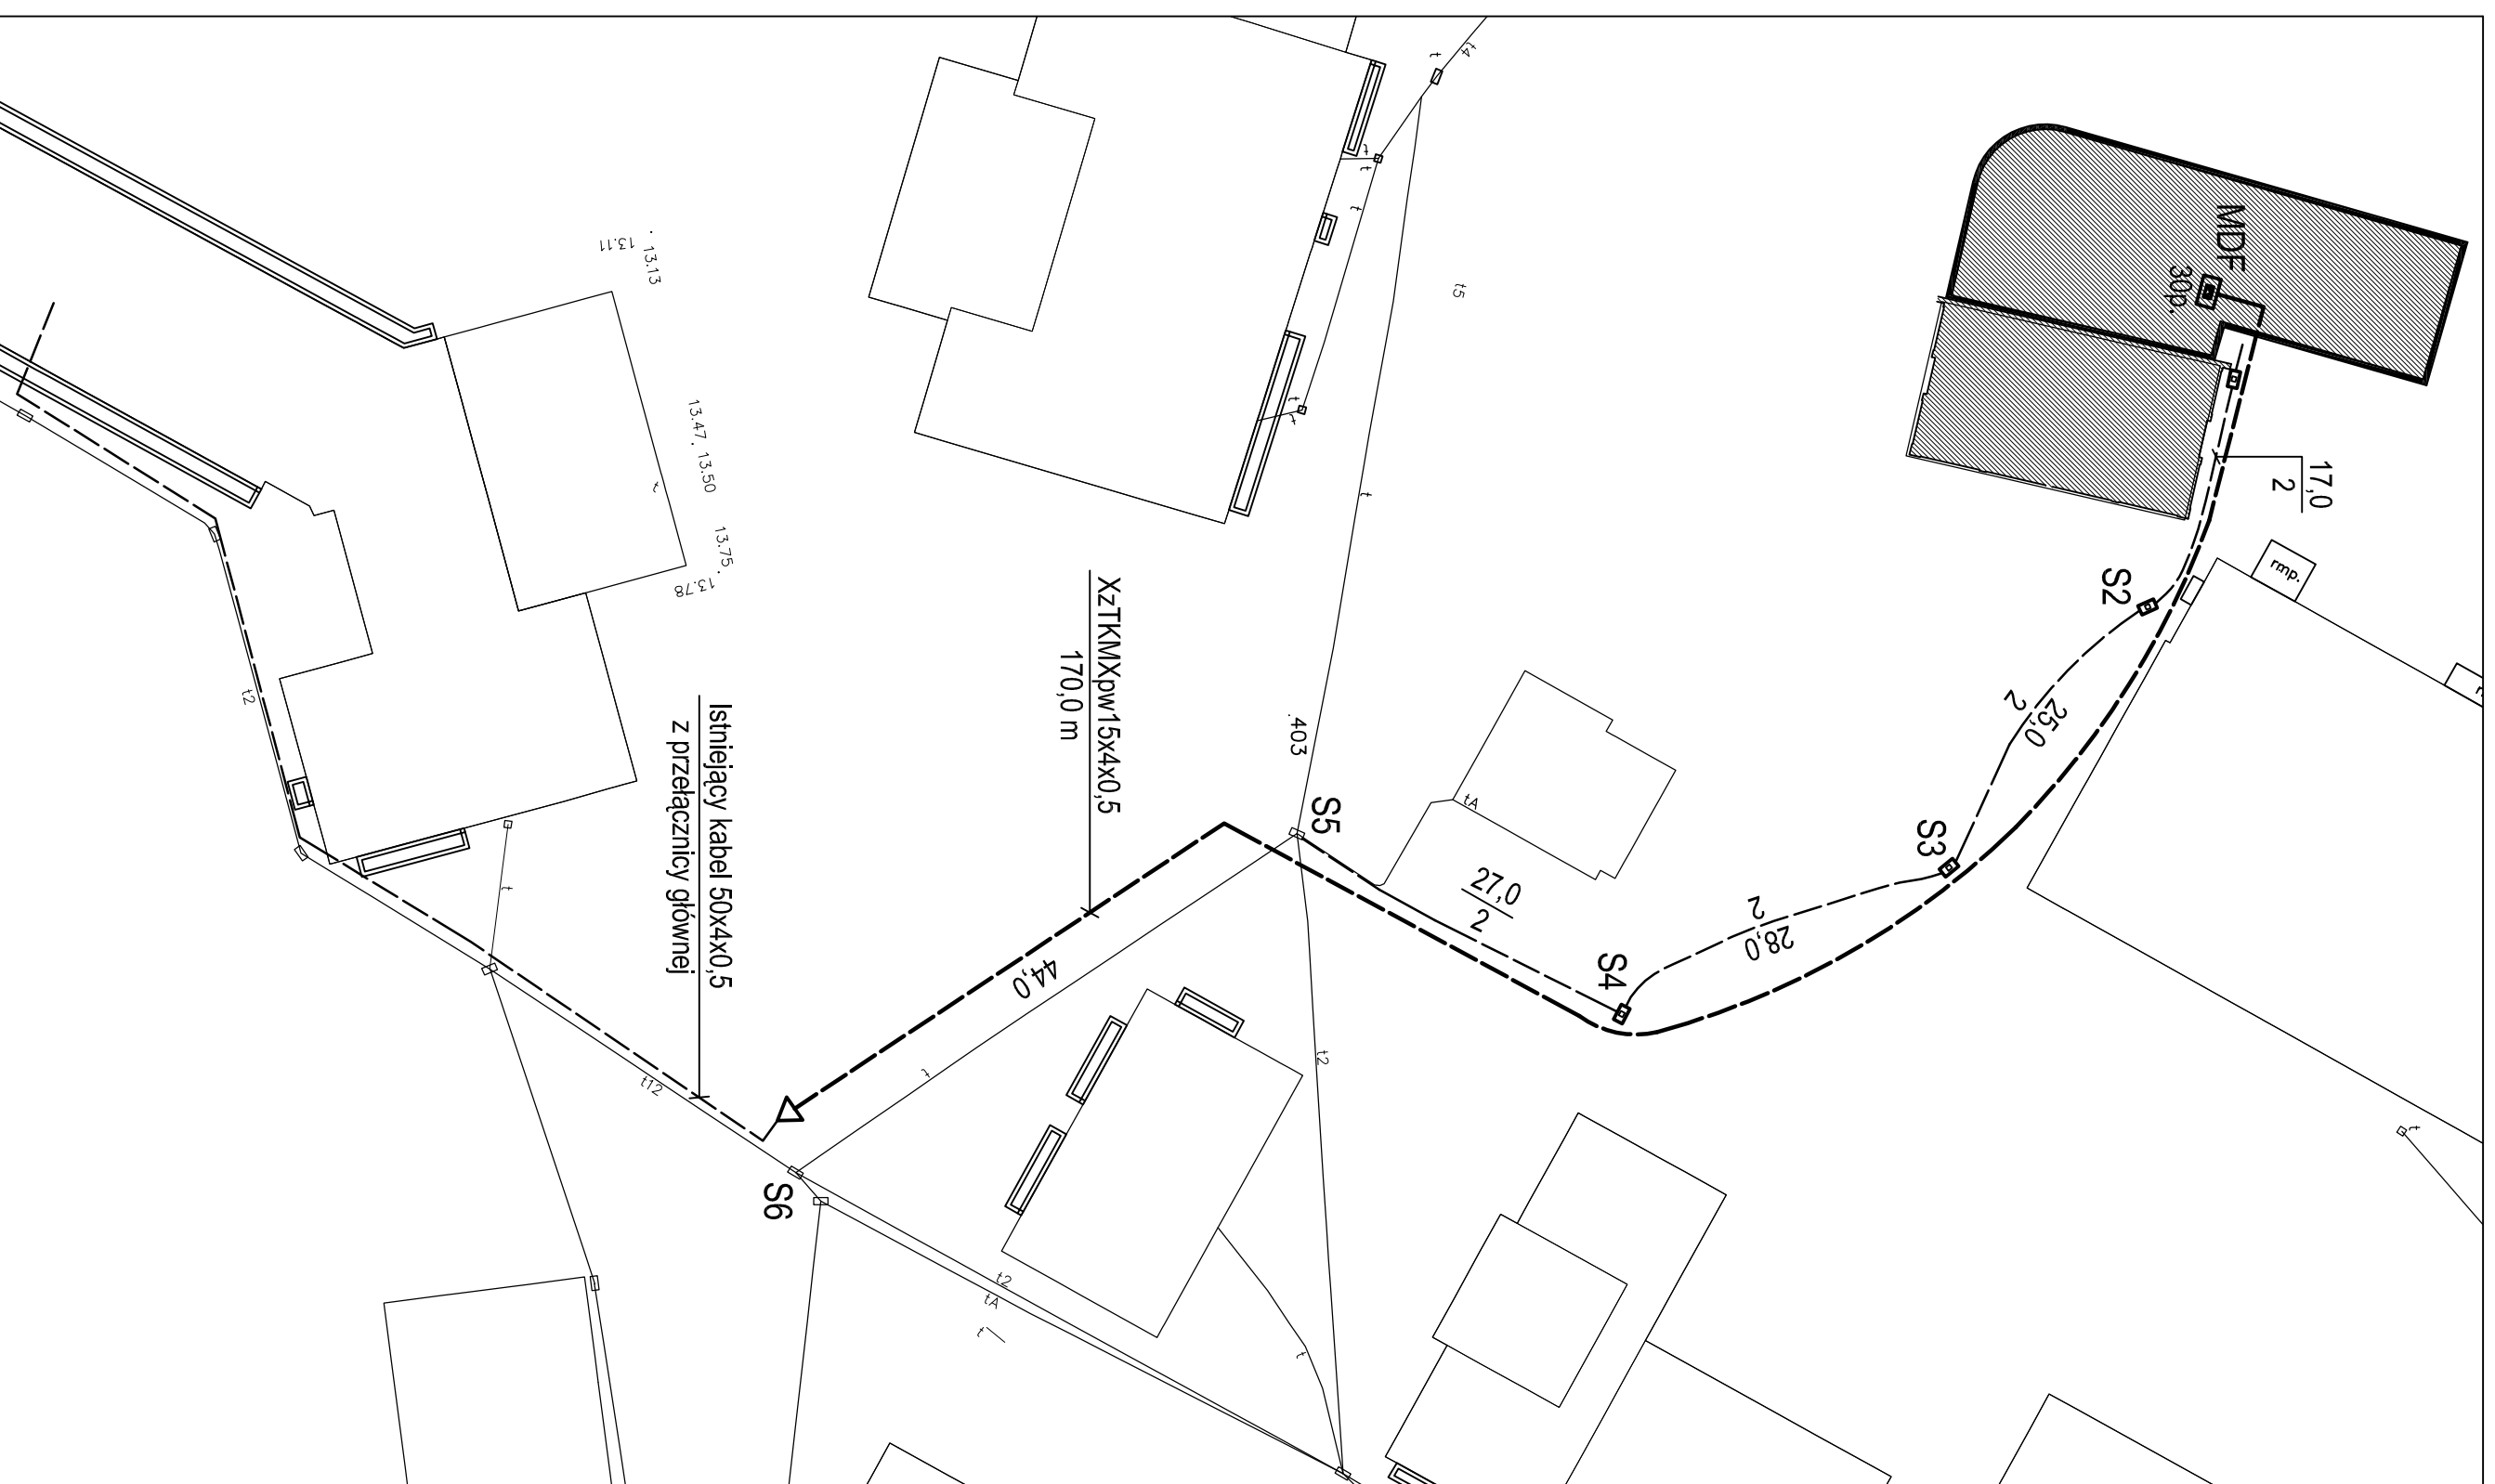 MDF
30p.
17,0
2
rmp.
S2
25,0
2
S3
28,0
2
S4
27,0
2
S5
.403
tA
XzTKMXpw15x4x0,5
170,0 m
44,0
Istniejący kabel 50x4x0,5
z przełącznicy głównej
S6
13.11
13.13
13.47
13.50
13.75
13.78
t4
t
t
t
t
t5
t
t
t
t
t2
t
t12
t
t2
t2
tA
t
t
t